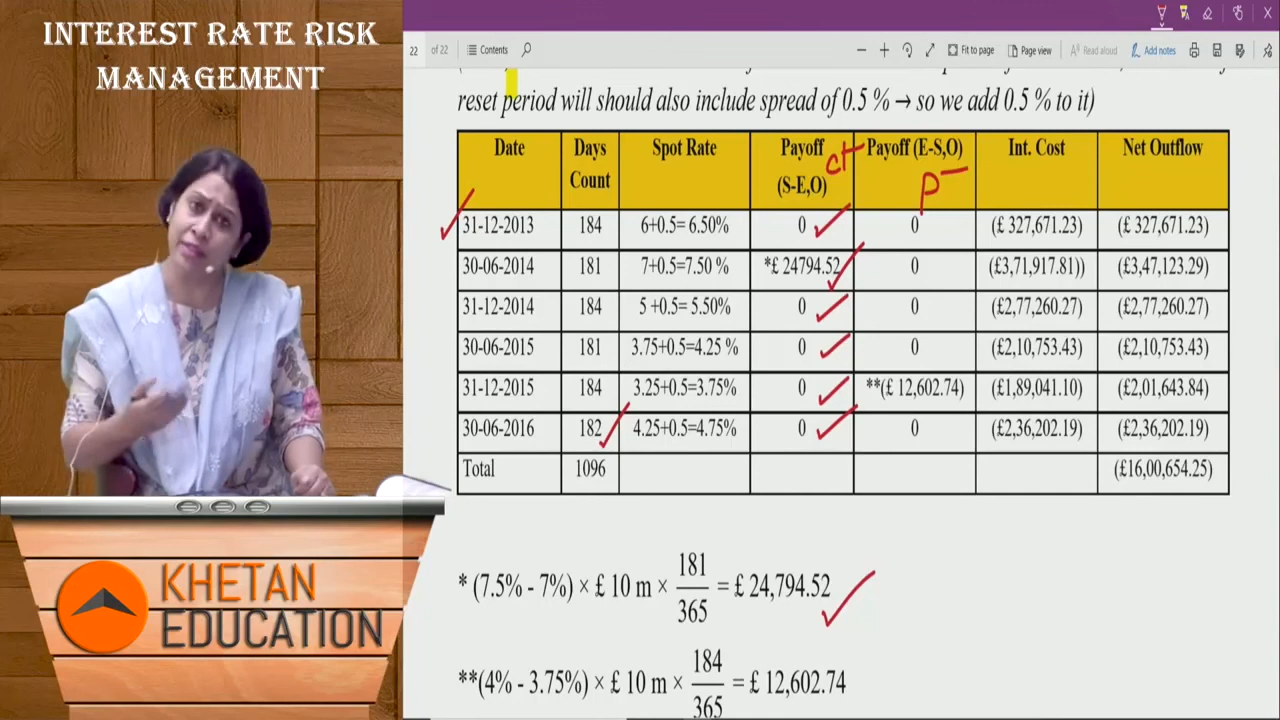 INTEREST RATE RISK
MANAGEMENT
22 of 22 Contents Fit to page Page view Read aloud Add notes
reset period will should also include spread of 0.5 % → so we add 0.5 % to it)
Date Days Count Spot Rate Payoff (S-E,O) c+ Payoff (E-S,O) P- Int. Cost Net Outflow
31-12-2013 184 6+0.5= 6.50% 0 0 (£ 327,671.23) (£ 327,671.23)
30-06-2014 181 7+0.5=7.50 % *£ 24794.52 0 (£3,71,917.81)) (£3,47,123.29)
31-12-2014 184 5 +0.5= 5.50% 0 0 (£2,77,260.27) (£2,77,260.27)
30-06-2015 181 3.75+0.5=4.25 % 0 0 (£2,10,753.43) (£2,10,753.43)
31-12-2015 184 3.25+0.5=3.75% 0 **(£ 12,602.74) (£1,89,041.10) (£2,01,643.84)
30-06-2016 182 4.25+0.5=4.75% 0 0 (£2,36,202.19) (£2,36,202.19)
Total 1096 (£16,00,654.25)
* (7.5% - 7%) × £ 10 m × 181/365 = £ 24,794.52
**(4% - 3.75%) × £ 10 m × 184/365 = £ 12,602.74
KHETAN
EDUCATION